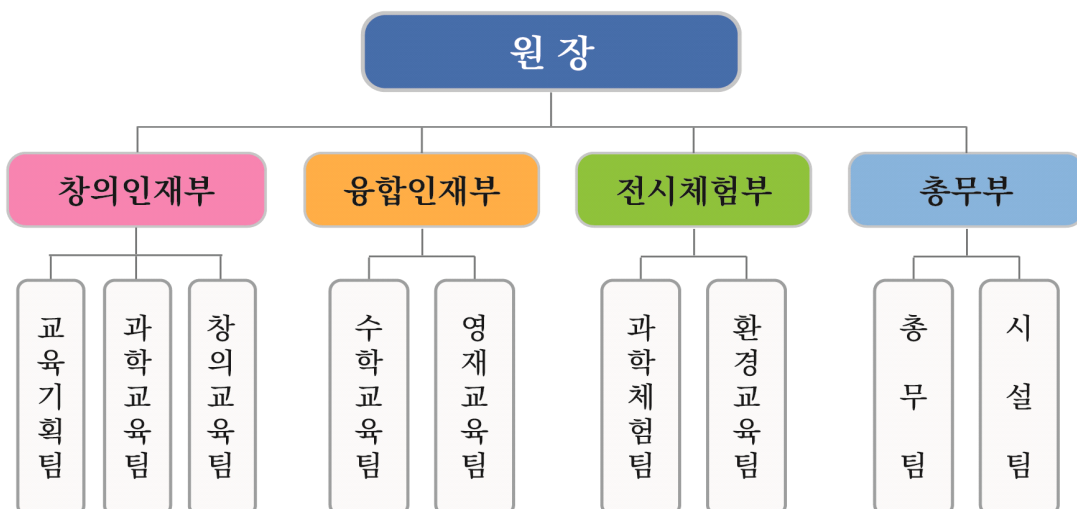 원 장
창의인재부
융합인재부
전시체험부
총무부
교육기획팀
과학교육팀
창의교육팀
수학교육팀
영재교육팀
과학체험팀
환경교육팀
총무팀
시설팀